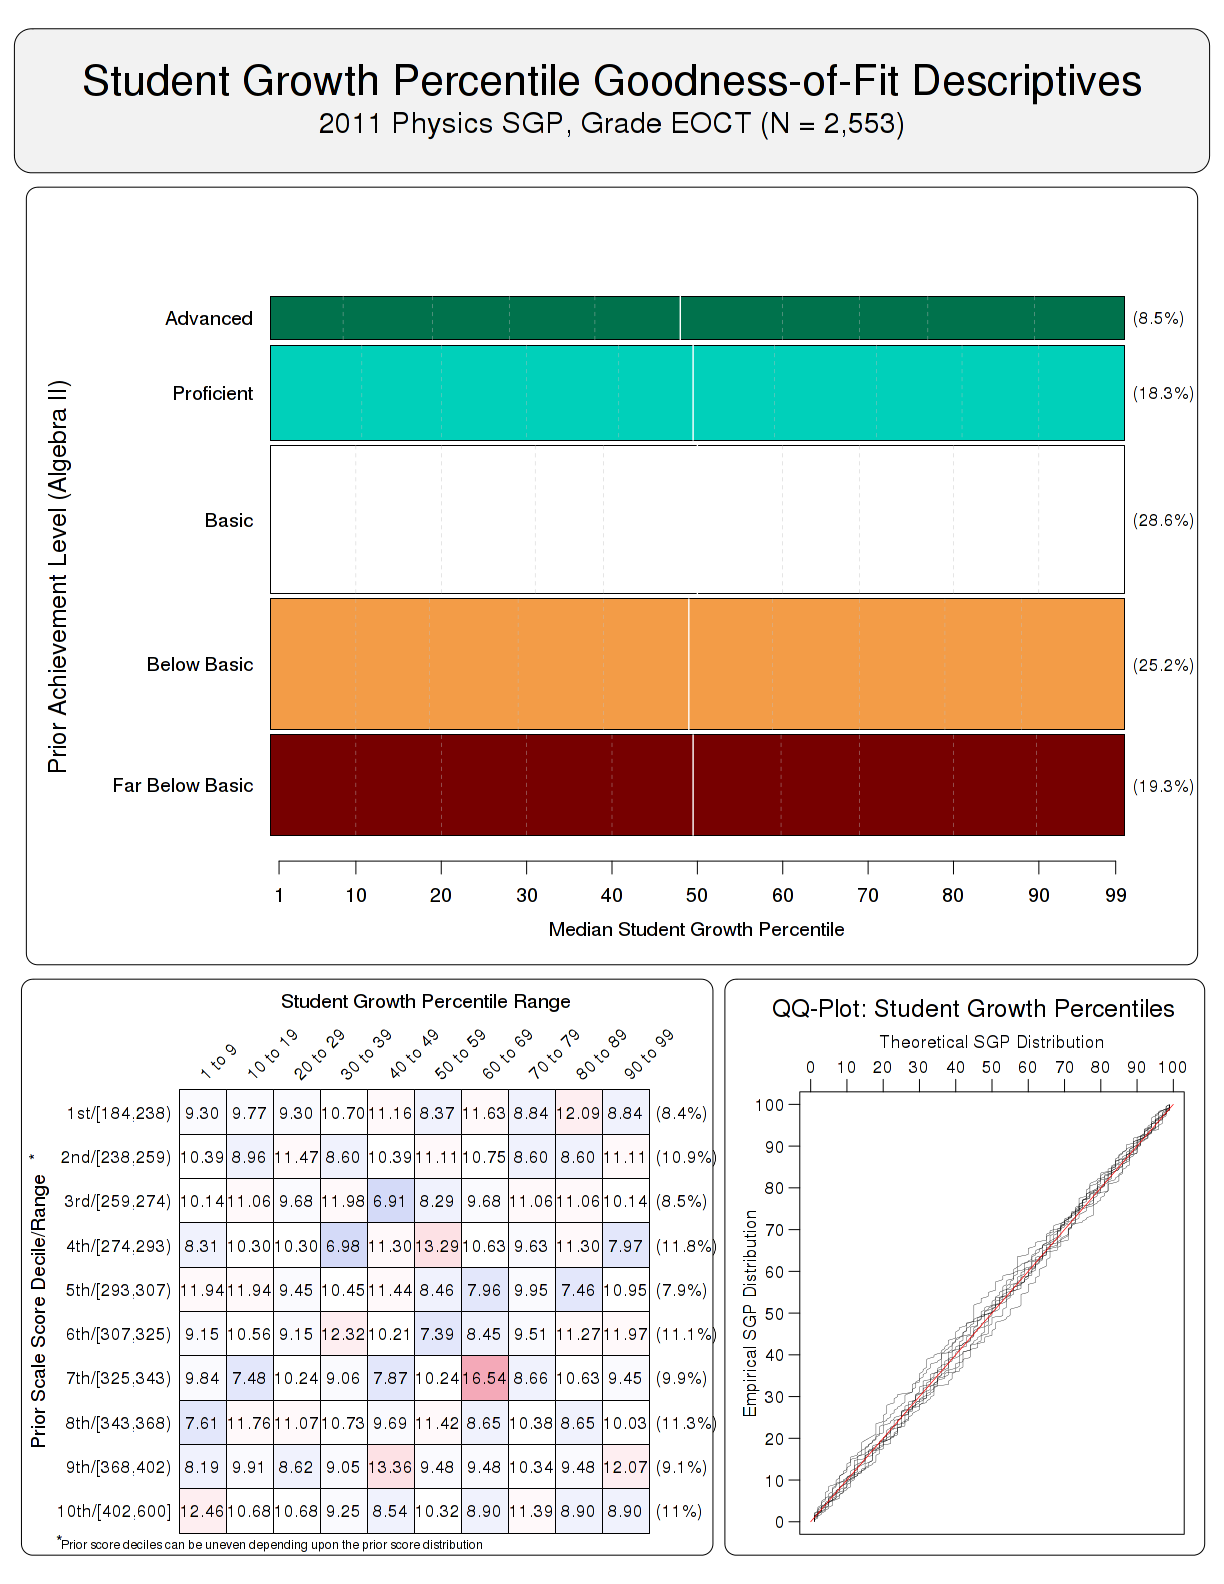 Student Growth Percentile Goodness-of-Fit Descriptives
2011 Physics SGP, Grade EOCT (N = 2,553)
Prior Achievement Level (Algebra II)
Advanced (8.5%)
Proficient (18.3%)
Basic (28.6%)
Below Basic (25.2%)
Far Below Basic (19.3%)
1 10 20 30 40 50 60 70 80 90 99
Median Student Growth Percentile
Student Growth Percentile Range
1 to 9 10 to 19 20 to 29 30 to 39 40 to 49 50 to 59 60 to 69 70 to 79 80 to 89 90 to 99
Prior Scale Score Decile/Range *
1st/[184,238) 9.30 9.77 9.30 10.70 11.16 8.37 11.63 8.84 12.09 8.84 (8.4%)
2nd/[238,259) 10.39 8.96 11.47 8.60 10.39 11.11 10.75 8.60 8.60 11.11 (10.9%)
3rd/[259,274) 10.14 11.06 9.68 11.98 6.91 8.29 9.68 11.06 11.06 10.14 (8.5%)
4th/[274,293) 8.31 10.30 10.30 6.98 11.30 13.29 10.63 9.63 11.30 7.97 (11.8%)
5th/[293,307) 11.94 11.94 9.45 10.45 11.44 8.46 7.96 9.95 7.46 10.95 (7.9%)
6th/[307,325) 9.15 10.56 9.15 12.32 10.21 7.39 8.45 9.51 11.27 11.97 (11.1%)
7th/[325,343) 9.84 7.48 10.24 9.06 7.87 10.24 16.54 8.66 10.63 9.45 (9.9%)
8th/[343,368) 7.61 11.76 11.07 10.73 9.69 11.42 8.65 10.38 8.65 10.03 (11.3%)
9th/[368,402) 8.19 9.91 8.62 9.05 13.36 9.48 9.48 10.34 9.48 12.07 (9.1%)
10th/[402,600] 12.46 10.68 10.68 9.25 8.54 10.32 8.90 11.39 8.90 8.90 (11%)
*Prior score deciles can be uneven depending upon the prior score distribution
QQ-Plot: Student Growth Percentiles
Theoretical SGP Distribution
0 10 20 30 40 50 60 70 80 90 100
Empirical SGP Distribution
100
90
80
70
60
50
40
30
20
10
0